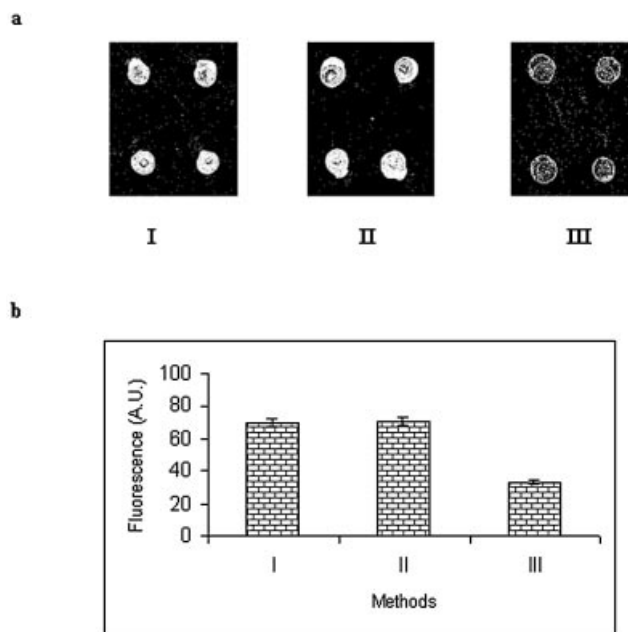 a
I II III
b
100
80
60
40
20
0
Fluorescence (A.U.)
I II III
Methods